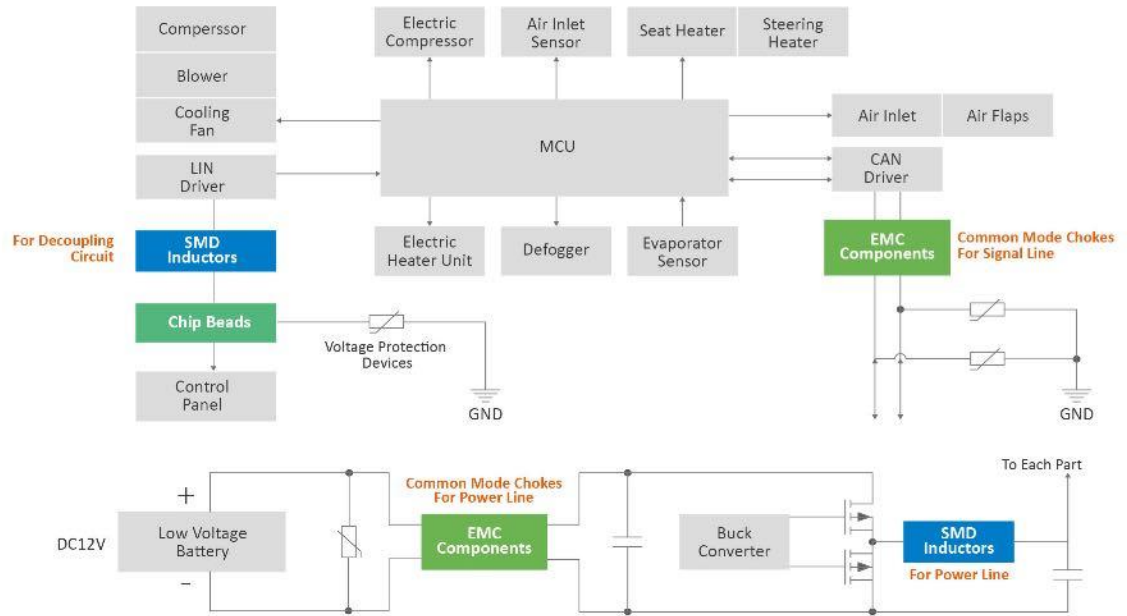 Comperssor
Electric
Compressor
Air Inlet
Sensor
Seat Heater
Steering
Heater
Blower
Cooling
Fan
MCU
Air Inlet
Air Flaps
LIN
Driver
CAN
Driver
For Decoupling
Circuit
SMD
Inductors
Electric
Heater Unit
Defogger
Evaporator
Sensor
EMC
Components
Common Mode Chokes
For Signal Line
Chip Beads
Voltage Protection
Devices
Control
Panel
GND
GND
To Each Part
Common Mode Chokes
For Power Line
+
DC12V
Low Voltage
Battery
−
EMC
Components
Buck
Converter
SMD
Inductors
For Power Line